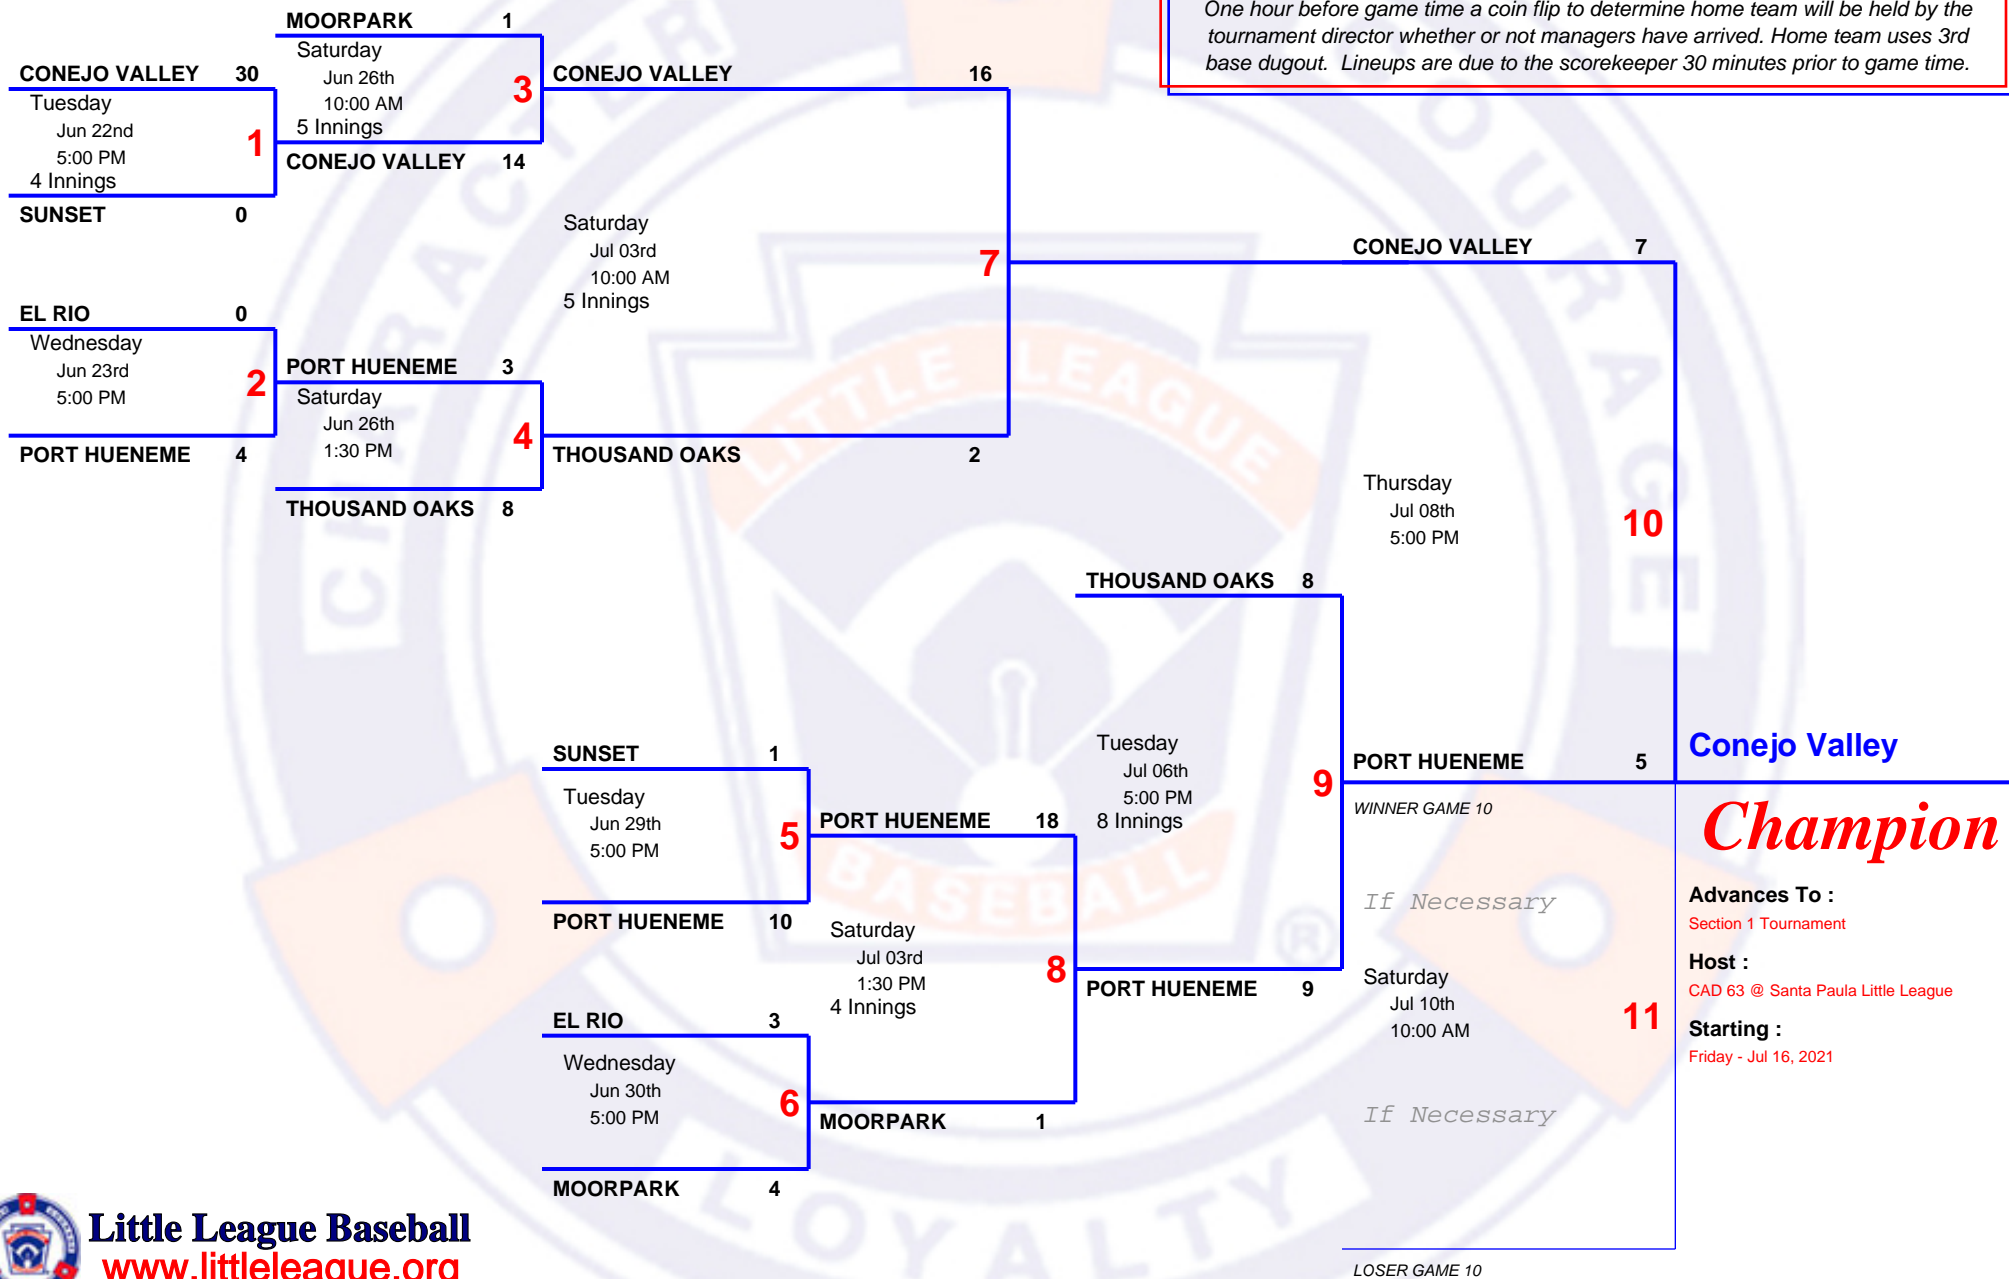 One hour before game time a coin flip to determine home team will be held by the
tournament director whether or not managers have arrived. Home team uses 3rd
base dugout. Lineups are due to the scorekeeper 30 minutes prior to game time.
MOORPARK 1
Saturday
Jun 26th
10:00 AM
5 Innings
3
CONEJO VALLEY 14
CONEJO VALLEY 30
Tuesday
Jun 22nd
5:00 PM
4 Innings
1
SUNSET 0
CONEJO VALLEY 16
Saturday
Jul 03rd
10:00 AM
5 Innings
7
THOUSAND OAKS 2
EL RIO 0
Wednesday
Jun 23rd
5:00 PM
2
PORT HUENEME 4
PORT HUENEME 3
Saturday
Jun 26th
1:30 PM
4
THOUSAND OAKS 8
CONEJO VALLEY 7
Thursday
Jul 08th
5:00 PM
10
PORT HUENEME 5
THOUSAND OAKS 8
Tuesday
Jul 06th
5:00 PM
8 Innings
9
PORT HUENEME 9
SUNSET 1
Tuesday
Jun 29th
5:00 PM
5
PORT HUENEME 10
PORT HUENEME 18
Saturday
Jul 03rd
1:30 PM
4 Innings
8
MOORPARK 1
EL RIO 3
Wednesday
Jun 30th
5:00 PM
6
MOORPARK 4
WINNER GAME 10
If Necessary
Saturday
Jul 10th
10:00 AM
11
If Necessary
LOSER GAME 10
Conejo Valley
Champion
Advances To :
Section 1 Tournament
Host :
CAD 63 @ Santa Paula Little League
Starting :
Friday - Jul 16, 2021
Little League Baseball
www.littleleague.org
CHARACTER
COURAGE
LOYALTY
LITTLE LEAGUE
BASEBALL
®